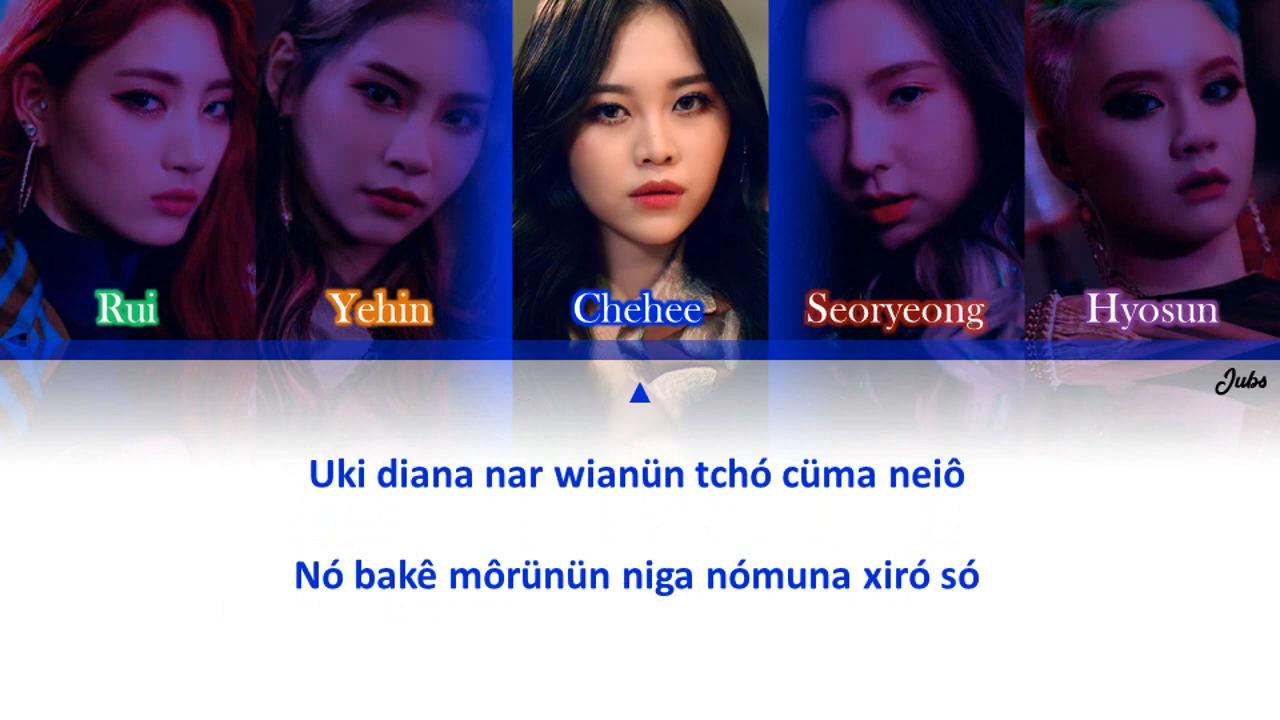 Rui Yehin Chehee Seoryeong Hyosun
Jubs
Uki diana nar wianün tchó cüma neiô
Nó bakê môrünün niga nómuna xiró só